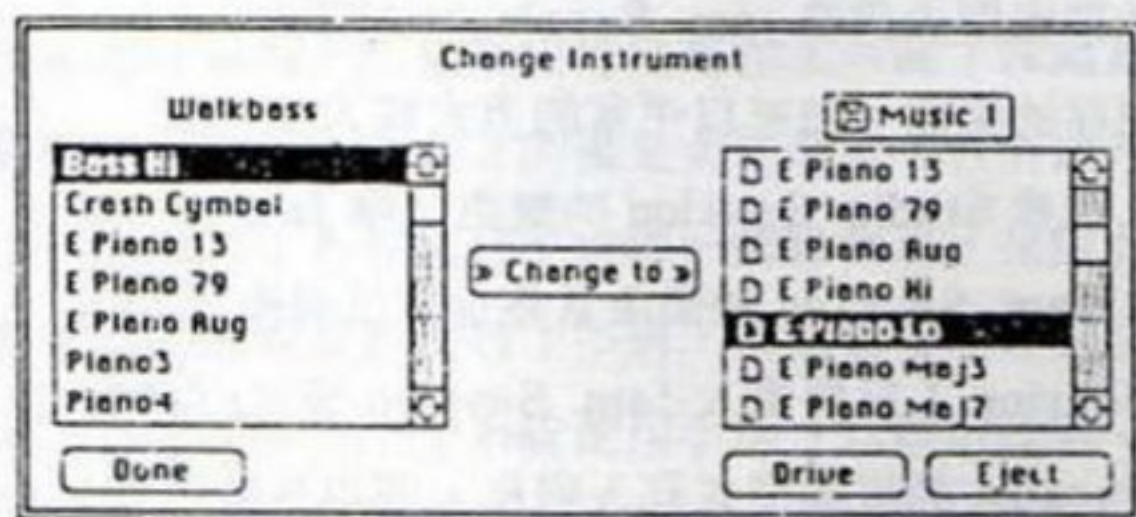 Change Instrument
Walkbass
Bass Hi
Crash Cymbal
E Piano 13
E Piano 79
E Piano Aug
Piano3
Piano4
Done
» Change to »
Music 1
E Piano 13
E Piano 79
E Piano Aug
E Piano Hi
E Piano Lo
E Piano Maj3
E Piano Maj7
Drive
Eject